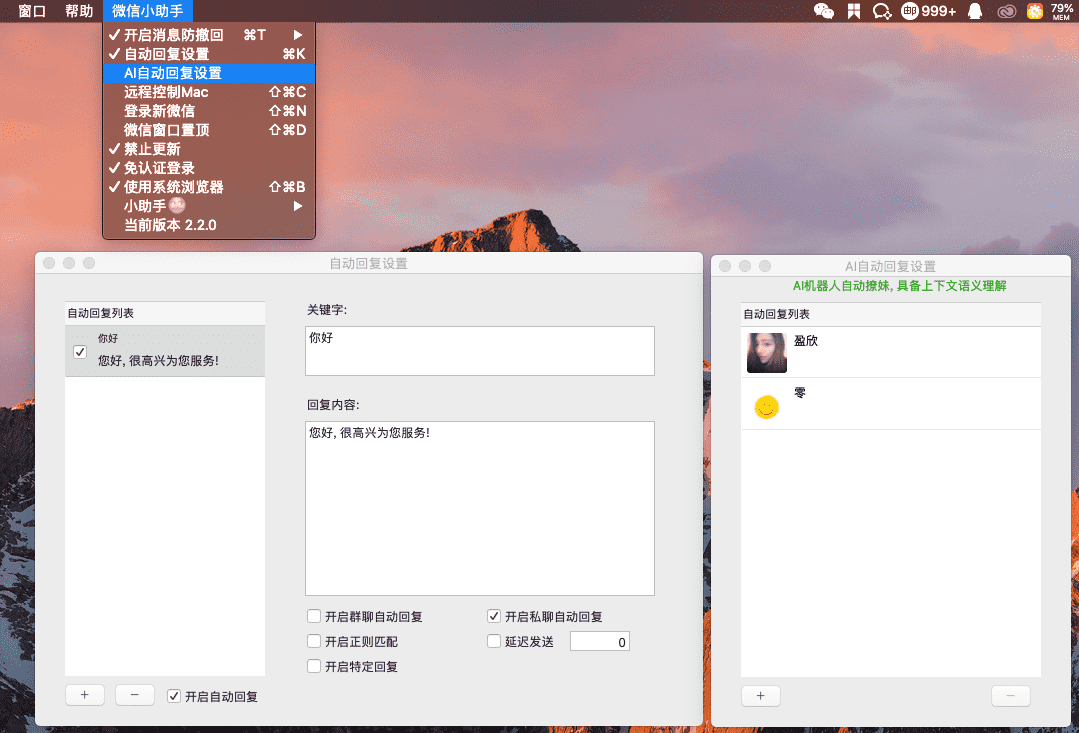 窗口 帮助 微信小助手 999+ 79% MEM
开启消息防撤回 ⌘T
自动回复设置 ⌘K
AI自动回复设置
远程控制Mac ⇧⌘C
登录新微信 ⇧⌘N
微信窗口置顶 ⇧⌘D
禁止更新
免认证登录
使用系统浏览器 ⇧⌘B
小助手
当前版本 2.2.0
自动回复设置
自动回复列表
你好
您好, 很高兴为您服务!
开启自动回复
关键字:
你好
回复内容:
您好, 很高兴为您服务!
开启群聊自动回复 开启私聊自动回复
开启正则匹配 延迟发送 0
开启特定回复
AI自动回复设置
AI机器人自动撩妹, 具备上下文语义理解
自动回复列表
盈欣
零